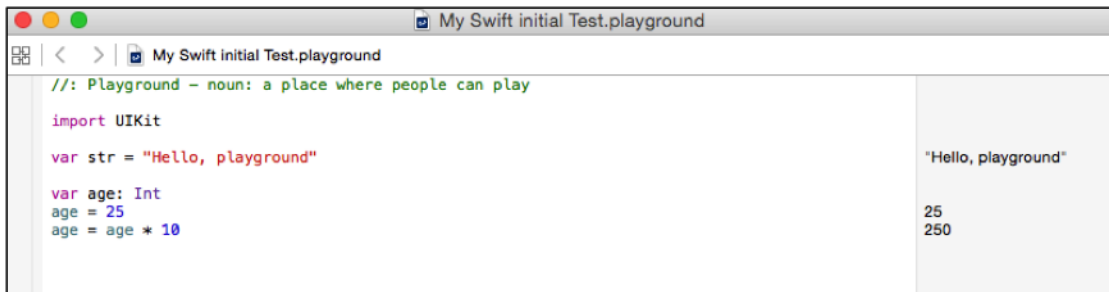 My Swift initial Test.playground
My Swift initial Test.playground
//: Playground – noun: a place where people can play
import UIKit
var str = "Hello, playground"
"Hello, playground"
var age: Int
age = 25
25
age = age * 10
250